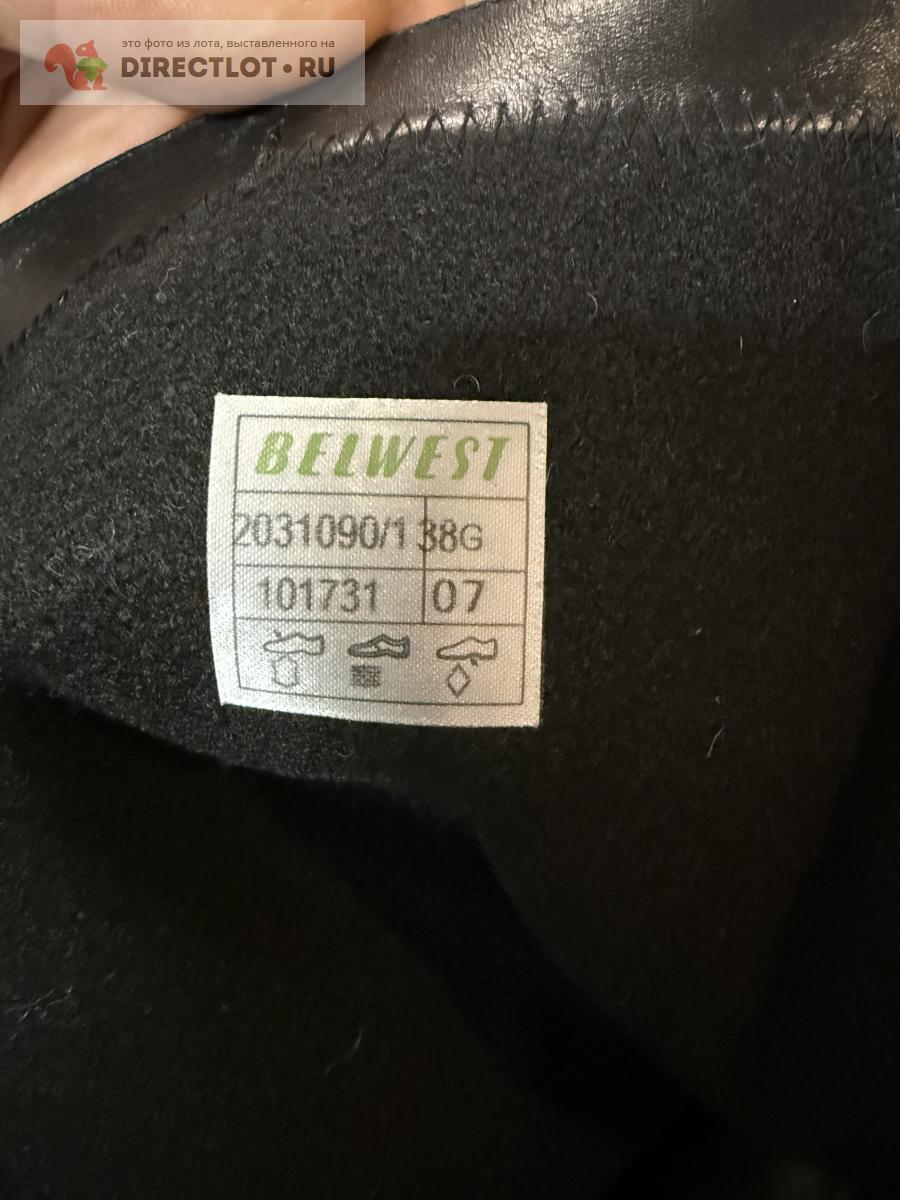 это фото из лота, выставленного на
DIRECTLOT•RU
BELWEST
2031090/1 38G
101731 07